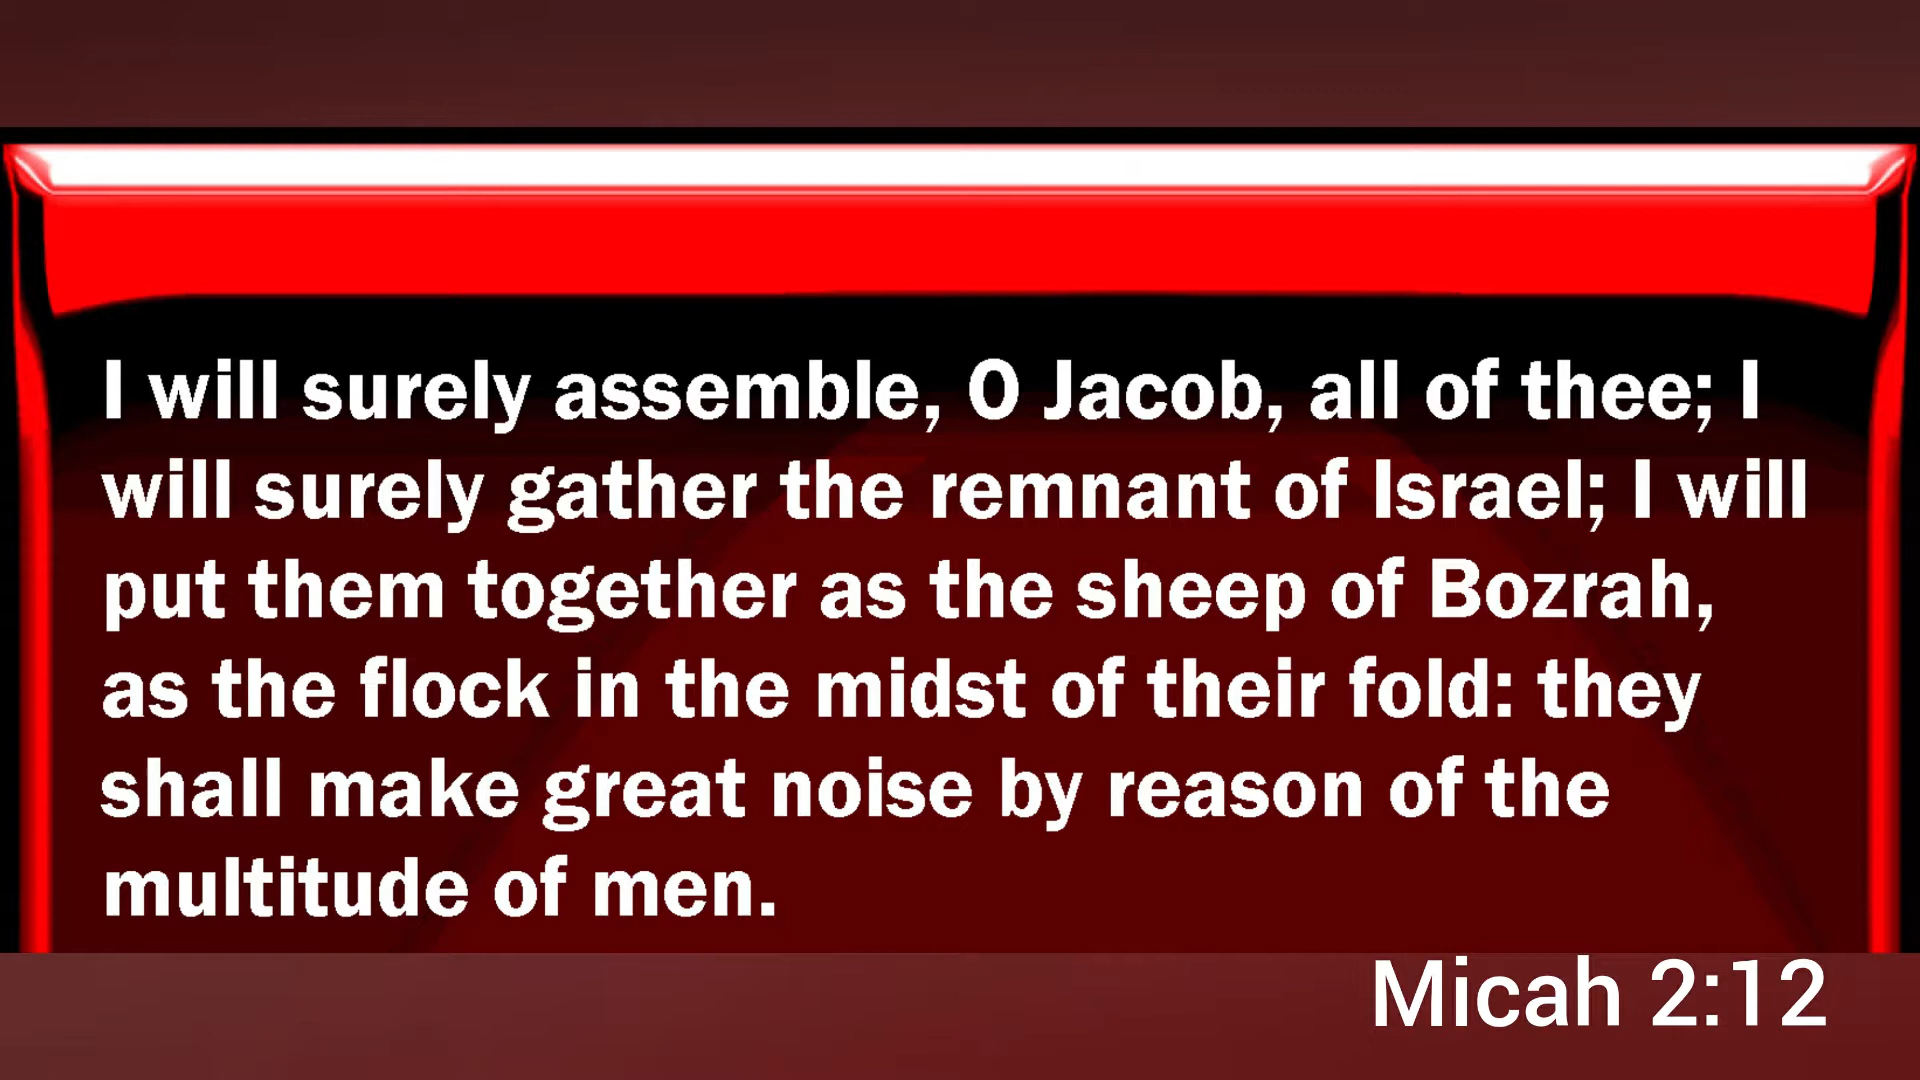 I will surely assemble, O Jacob, all of thee; I
will surely gather the remnant of Israel; I will
put them together as the sheep of Bozrah,
as the flock in the midst of their fold: they
shall make great noise by reason of the
multitude of men.
Micah 2:12